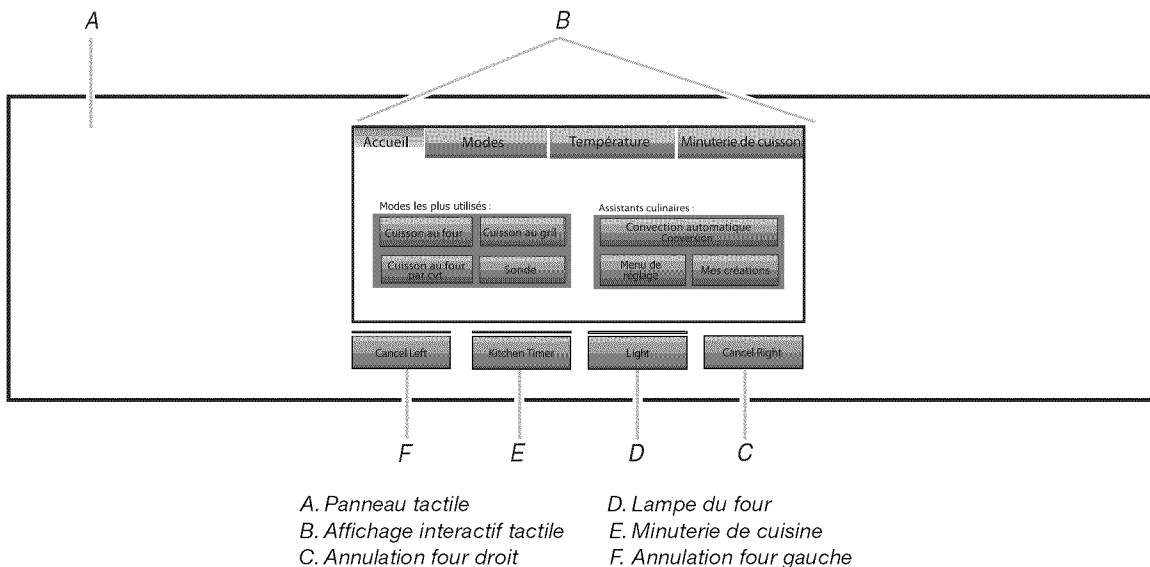 A
B
Accueil
Modes
Température
Minuterie de cuisson
Modes les plus utilisés :
Assistants culinaires :
Cuisson au four
Cuisson au gril
Convection automatique
Conversion
Cuisson au four
par cvt
Sonde
Menu de
réglage
Mes créations
Cancel Left
Kitchen Timer
Light
Cancel Right
F
E
D
C
A. Panneau tactile
B. Affichage interactif tactile
C. Annulation four droit
D. Lampe du four
E. Minuterie de cuisine
F. Annulation four gauche